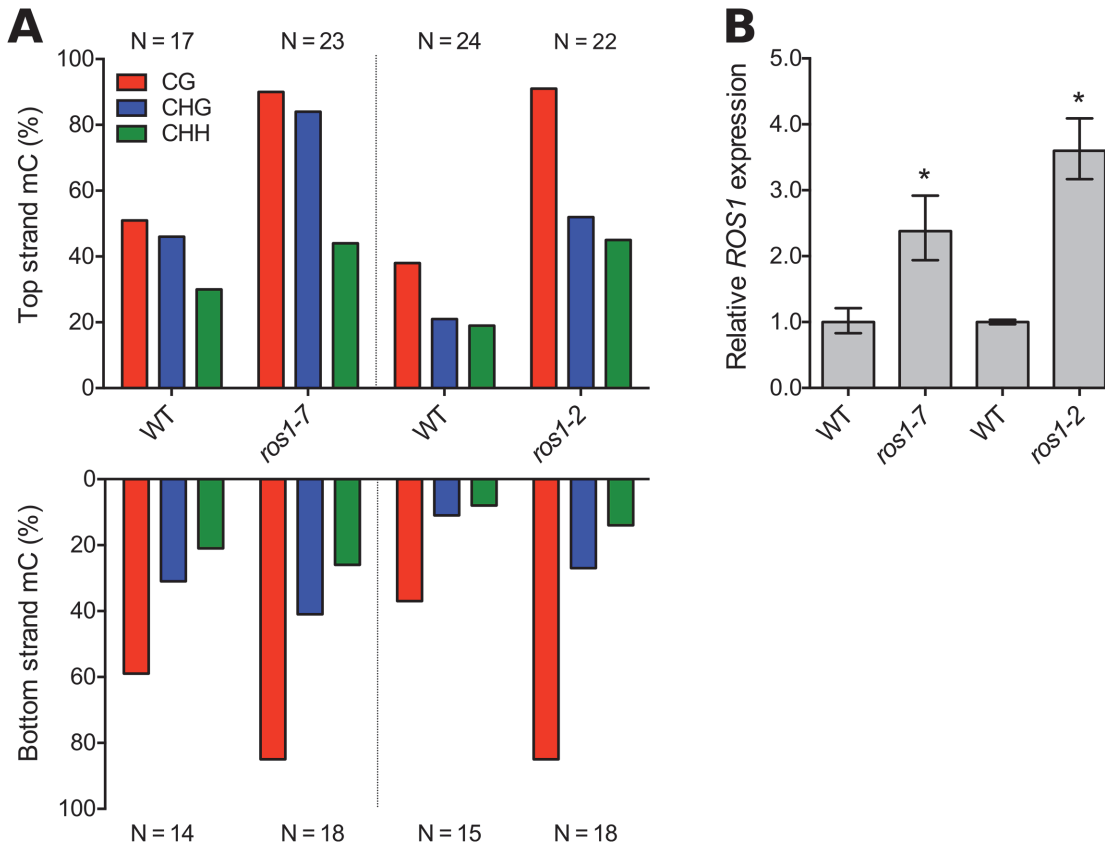 A
N = 17 N = 23 N = 24 N = 22
Top strand mC (%)
100
80
60
40
20
0
CG
CHG
CHH
WT ros1-7 WT ros1-2
Bottom strand mC (%)
0
20
40
60
80
100
N = 14 N = 18 N = 15 N = 18
B
Relative ROS1 expression
5.0
4.0
3.0
2.0
1.0
0.0
* *
WT ros1-7 WT ros1-2